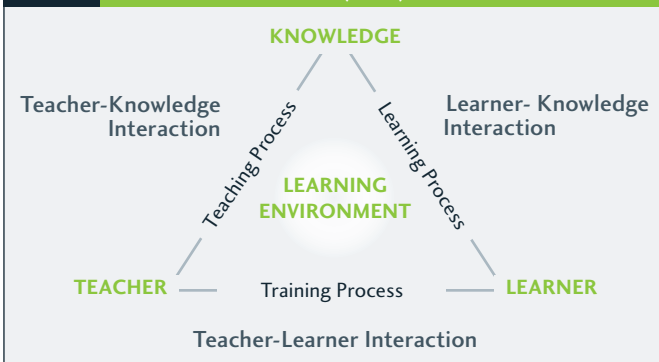 KNOWLEDGE
Teacher-Knowledge
Interaction
Learner- Knowledge
Interaction
Teaching Process
Learning Process
LEARNING
ENVIRONMENT
TEACHER
Training Process
LEARNER
Teacher-Learner Interaction